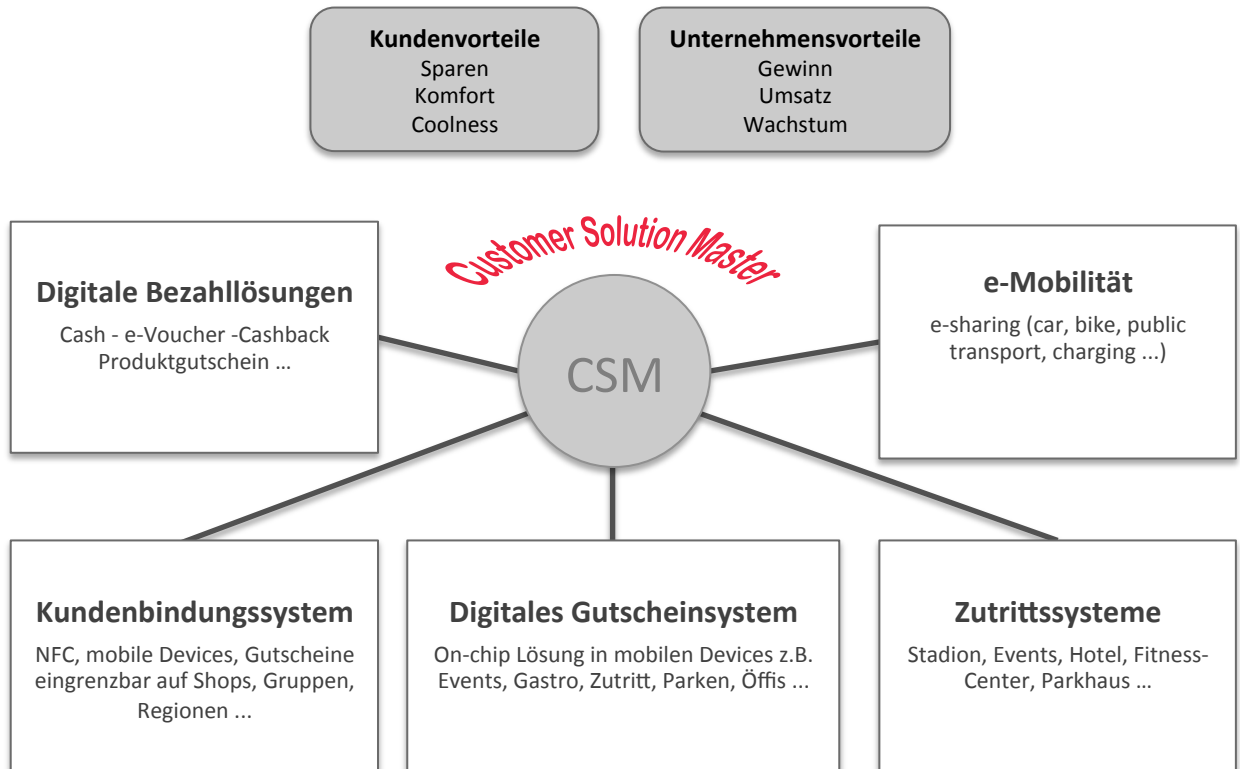 Kundenvorteile
Sparen
Komfort
Coolness
Unternehmensvorteile
Gewinn
Umsatz
Wachstum
Customer Solution Master
CSM
Digitale Bezahllösungen
Cash - e-Voucher -Cashback
Produktgutschein ...
e-Mobilität
e-sharing (car, bike, public
transport, charging ...)
Kundenbindungssystem
NFC, mobile Devices, Gutscheine
eingrenzbar auf Shops, Gruppen,
Regionen ...
Digitales Gutscheinsystem
On-chip Lösung in mobilen Devices z.B.
Events, Gastro, Zutritt, Parken, Öffis ...
Zutrittssysteme
Stadion, Events, Hotel, Fitness-
Center, Parkhaus ...